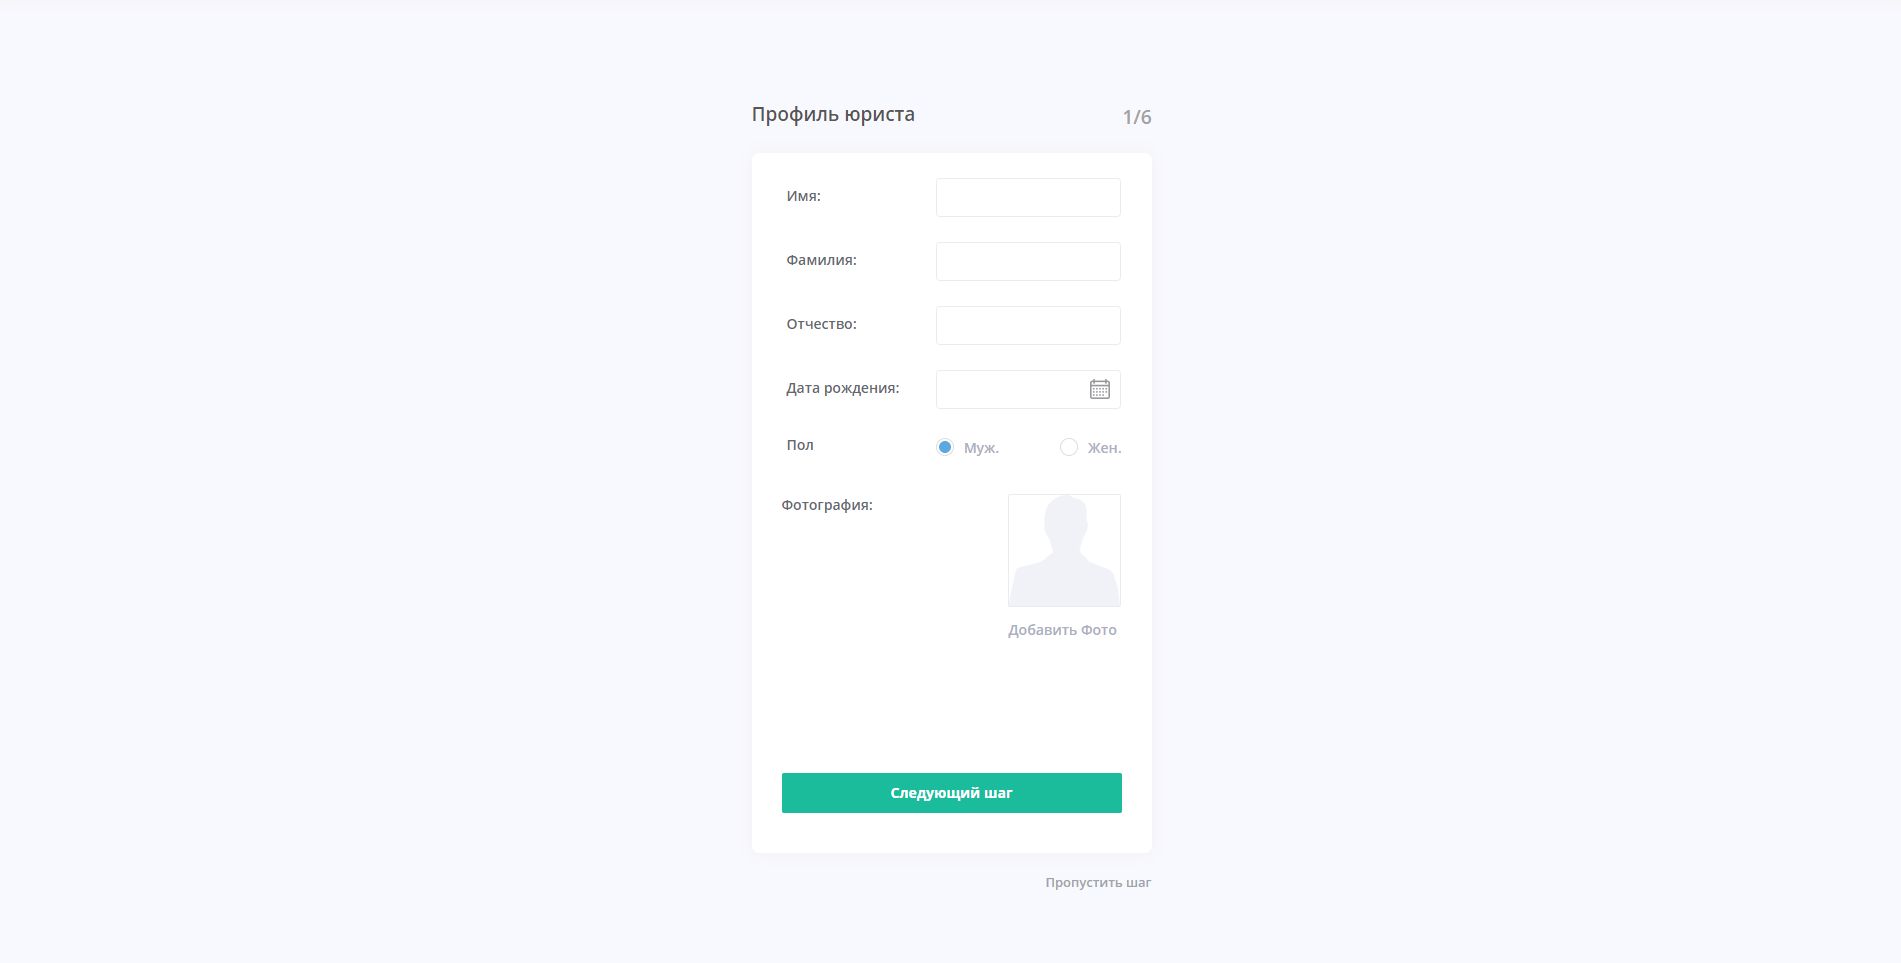 Профиль юриста
1/6
Имя:
Фамилия:
Отчество:
Дата рождения:
Пол
Муж.
Жен.
Фотография:
Добавить Фото
Следующий шаг
Пропустить шаг